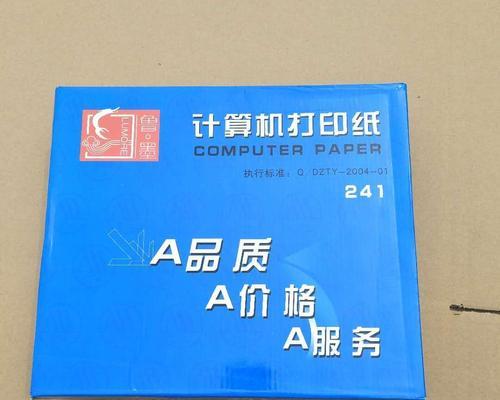 LUMOHE
鲁·墨
计算机打印纸
COMPUTER PAPER
执行标准：Q/DZTY-2004-01
241
A品质
A价格
A服务